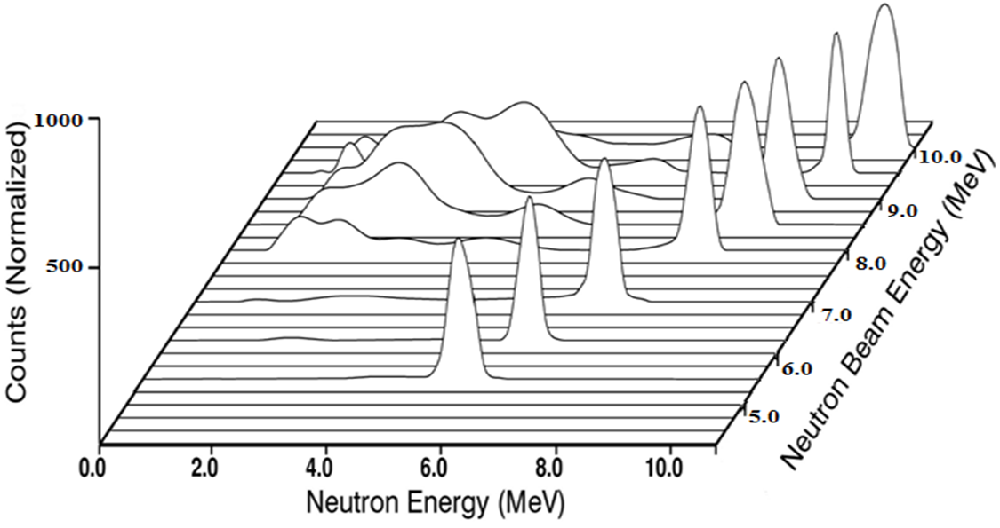 Counts (Normalized)
1000
500
0.0 2.0 4.0 6.0 8.0 10.0
Neutron Energy (MeV)
10.0
9.0
8.0
7.0
6.0
5.0
Neutron Beam Energy (MeV)